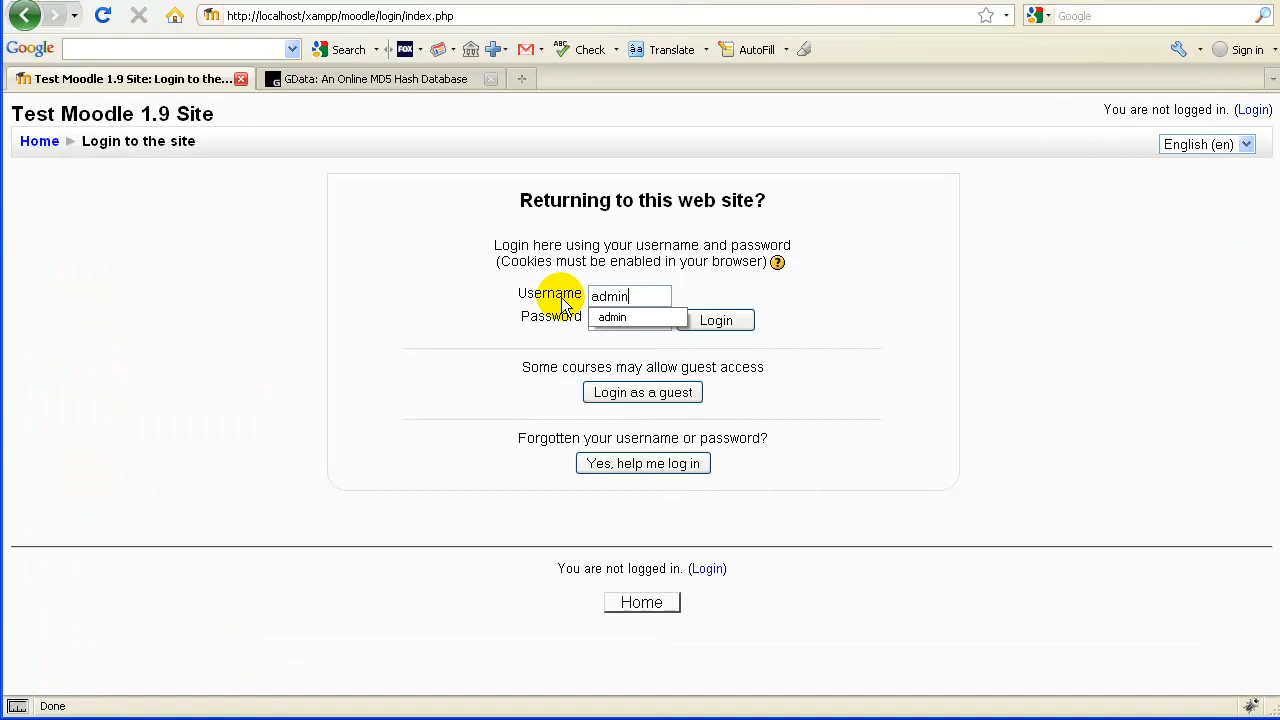 http://localhost/xampp/moodle/login/index.php
Google
Google
Search
FOX
Check
Translate
AutoFill
Sign in
Test Moodle 1.9 Site: Login to the...
GData: An Online MD5 Hash Database
Test Moodle 1.9 Site
You are not logged in. (Login)
Home ► Login to the site
English (en)
Returning to this web site?
Login here using your username and password
(Cookies must be enabled in your browser) ?
Username admin
admin
Password
Login
Some courses may allow guest access
Login as a guest
Forgotten your username or password?
Yes, help me log in
You are not logged in. (Login)
Home
Done